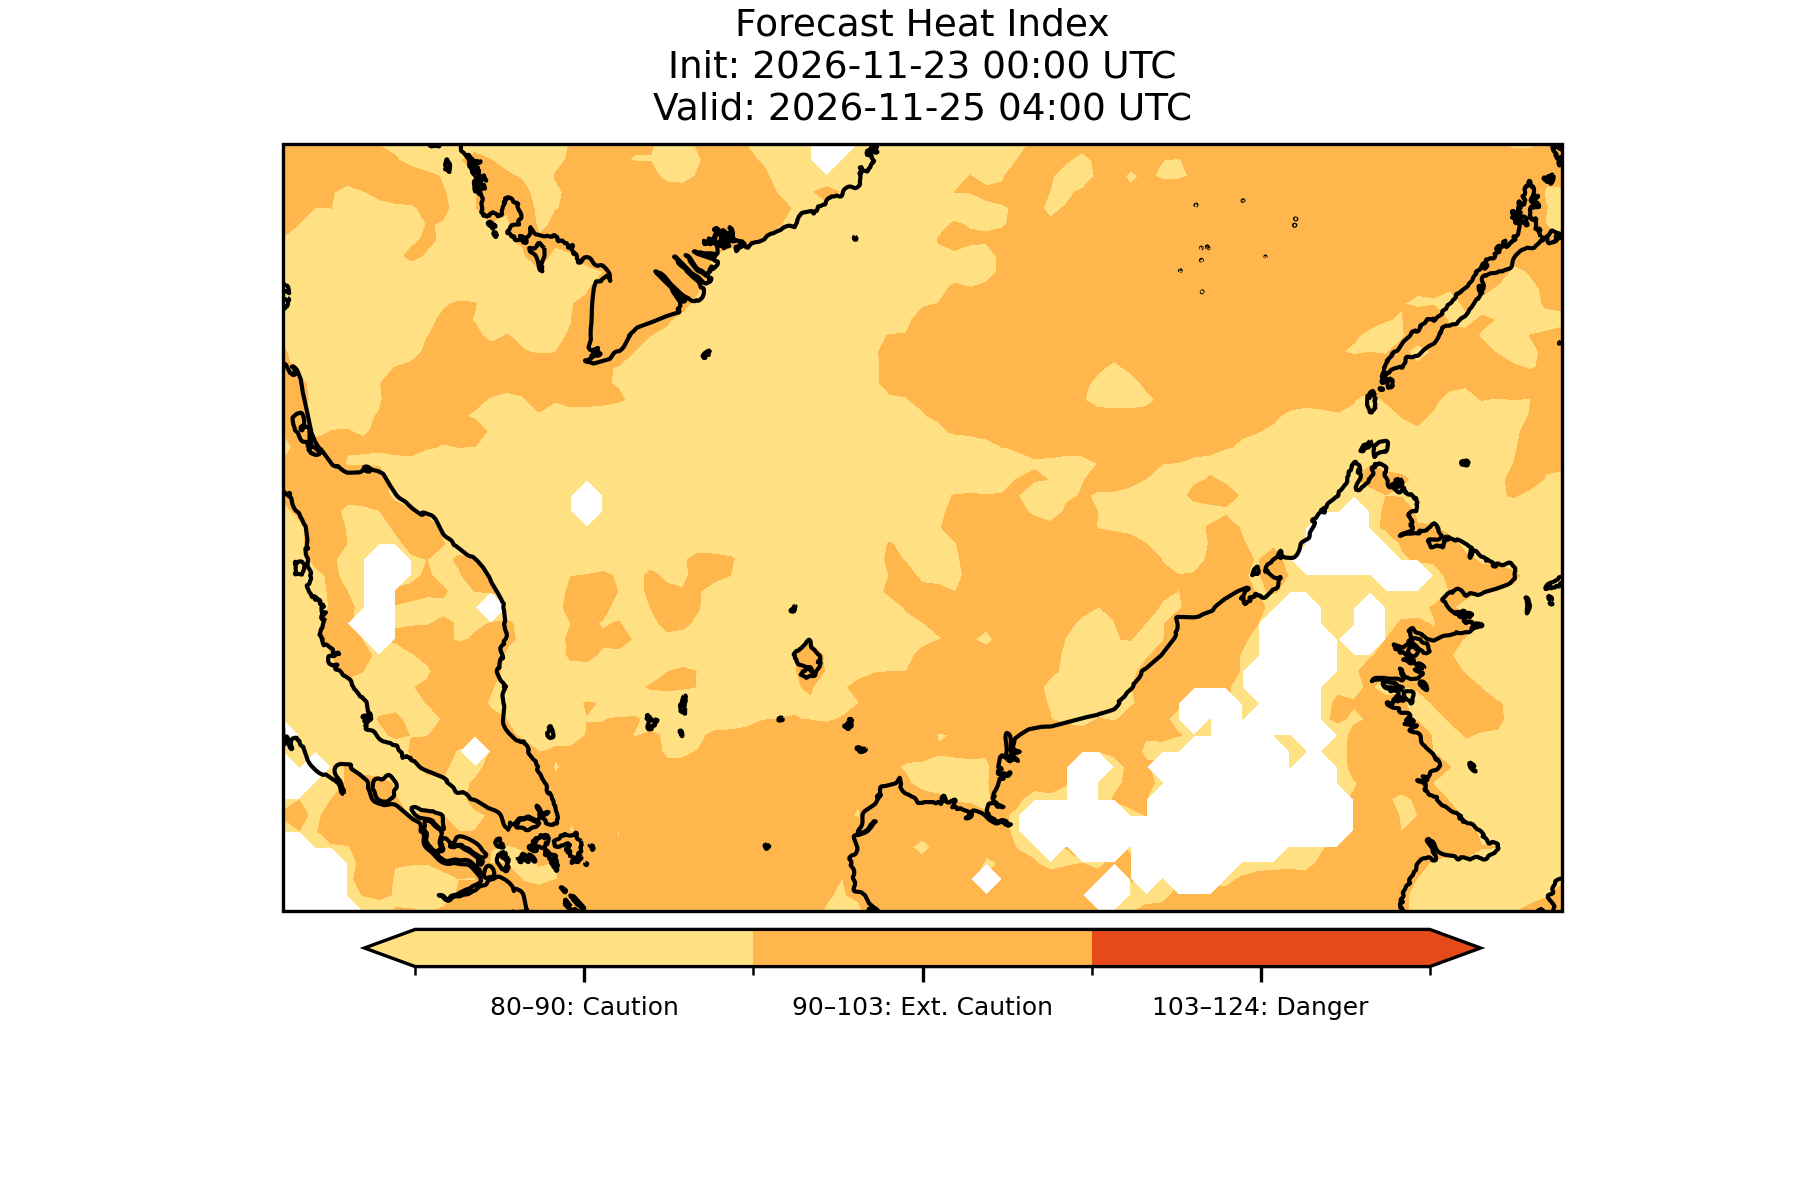 Forecast Heat Index
Init: 2026-11-23 00:00 UTC
Valid: 2026-11-25 04:00 UTC
80–90: Caution
90–103: Ext. Caution
103–124: Danger